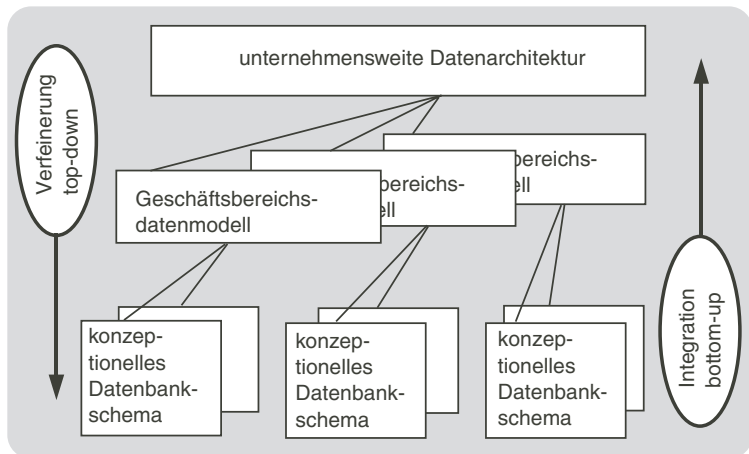 unternehmensweite Datenarchitektur
Verfeinerung
top-down
Geschäftsbereichs-
datenmodell
bereichs-
ell
bereichs-
ell
konzep-
tionelles
Datenbank-
schema
konzep-
tionelles
Datenbank-
schema
konzep-
tionelles
Datenbank-
schema
Integration
bottom-up